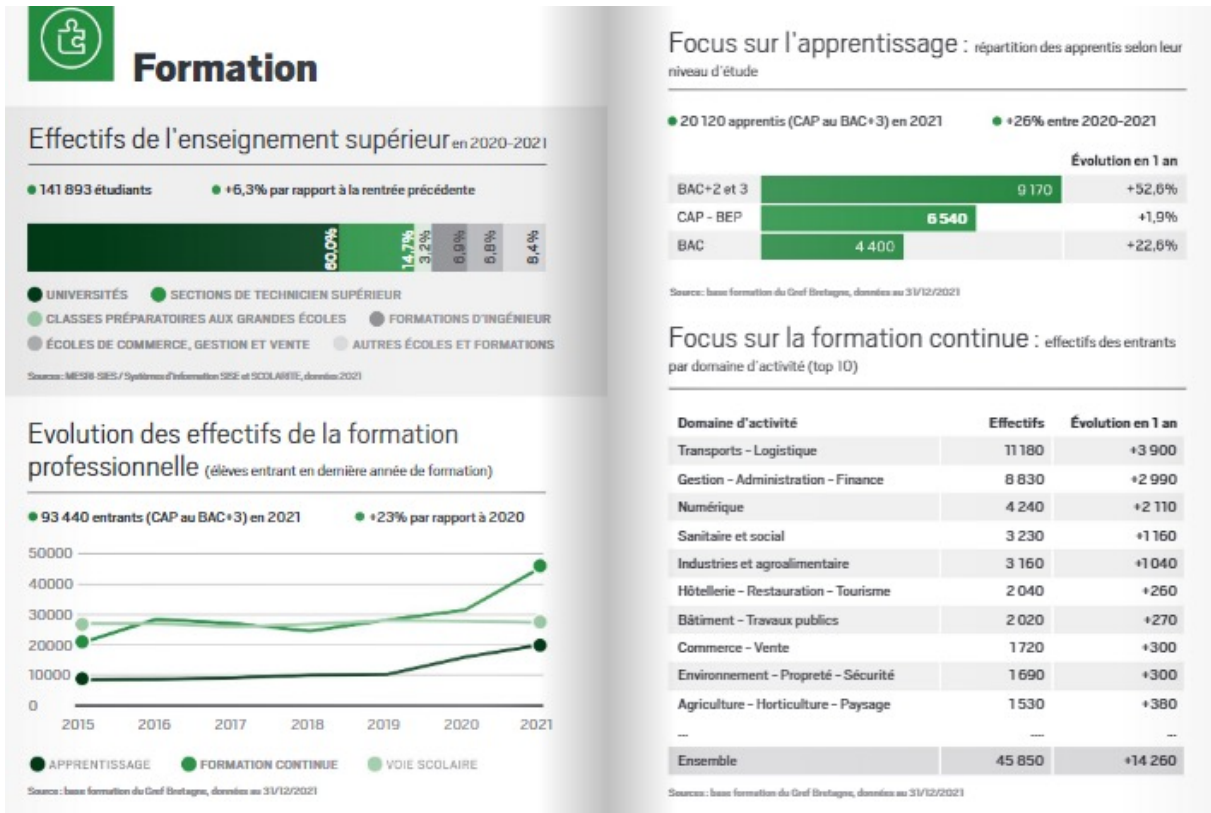 Formation
Effectifs de l'enseignement supérieur en 2020-2021
• 141 893 étudiants • +6,3% par rapport à la rentrée précédente
60,0% 14,7% 3,2% 6,9% 6,8% 8,4%
UNIVERSITÉS SECTIONS DE TECHNICIEN SUPÉRIEUR
CLASSES PRÉPARATOIRES AUX GRANDES ÉCOLES FORMATIONS D'INGÉNIEUR
ÉCOLES DE COMMERCE, GESTION ET VENTE AUTRES ÉCOLES ET FORMATIONS
Sources : MESRI-SIES / Systèmes d'information SISE et SCOLARITE, données 2021
Evolution des effectifs de la formation
professionnelle (élèves entrant en dernière année de formation)
• 93 440 entrants (CAP au BAC+3) en 2021 • +23% par rapport à 2020
50000
40000
30000
20000
10000
0
2015 2016 2017 2018 2019 2020 2021
APPRENTISSAGE FORMATION CONTINUE VOIE SCOLAIRE
Source : base formation du Gref Bretagne, données au 31/12/2021
Focus sur l'apprentissage : répartition des apprentis selon leur
niveau d'étude
• 20 120 apprentis (CAP au BAC+3) en 2021 • +26% entre 2020-2021
Évolution en 1 an
BAC+2 et 3 9 170 +52,6%
CAP - BEP 6 540 +1,9%
BAC 4 400 +22,6%
Source : base formation du Gref Bretagne, données au 31/12/2021
Focus sur la formation continue : effectifs des entrants
par domaine d'activité (top 10)
Domaine d'activité Effectifs Évolution en 1 an
Transports - Logistique 11 180 +3 900
Gestion - Administration - Finance 8 830 +2 990
Numérique 4 240 +2 110
Sanitaire et social 3 230 +1 160
Industries et agroalimentaire 3 160 +1 040
Hôtellerie - Restauration - Tourisme 2 040 +260
Bâtiment - Travaux publics 2 020 +270
Commerce - Vente 1 720 +300
Environnement - Propreté - Sécurité 1 690 +300
Agriculture - Horticulture - Paysage 1 530 +380
... .... ...
Ensemble 45 850 +14 260
Sources : base formation du Gref Bretagne, données au 31/12/2021